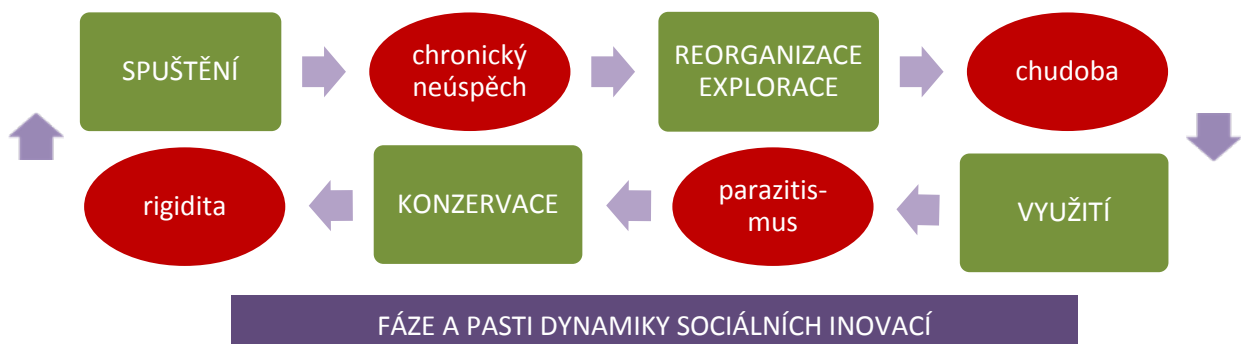 SPUŠTĚNÍ
chronický
neúspěch
REORGANIZACE
EXPLORACE
chudoba
rigidita
KONZERVACE
parazitis-
mus
VYUŽITÍ
FÁZE A PASTI DYNAMIKY SOCIÁLNÍCH INOVACÍ